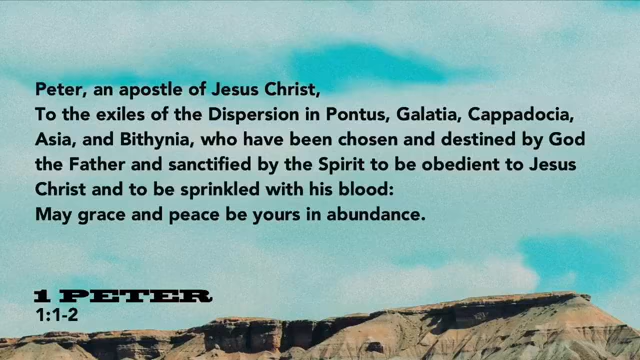 Peter, an apostle of Jesus Christ,
To the exiles of the Dispersion in Pontus, Galatia, Cappadocia,
Asia, and Bithynia, who have been chosen and destined by God
the Father and sanctified by the Spirit to be obedient to Jesus
Christ and to be sprinkled with his blood:
May grace and peace be yours in abundance.
1 PETER
1:1-2